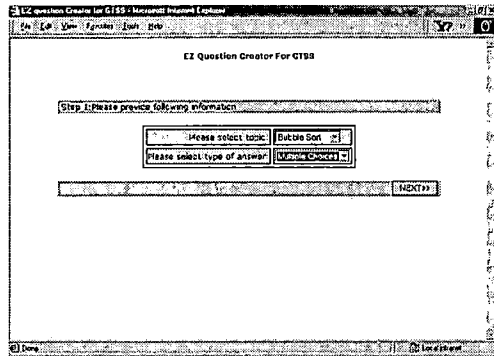 EZ question Creator for GTSS - Microsoft Internet Explorer
File Edit View Favorites Tools Help
EZ Question Creator For GTSS
Step 1:Please provide following information
Please select topic Bubble Sort
Please select type of answer Multiple Choices
NEXT>>
Done Local intranet